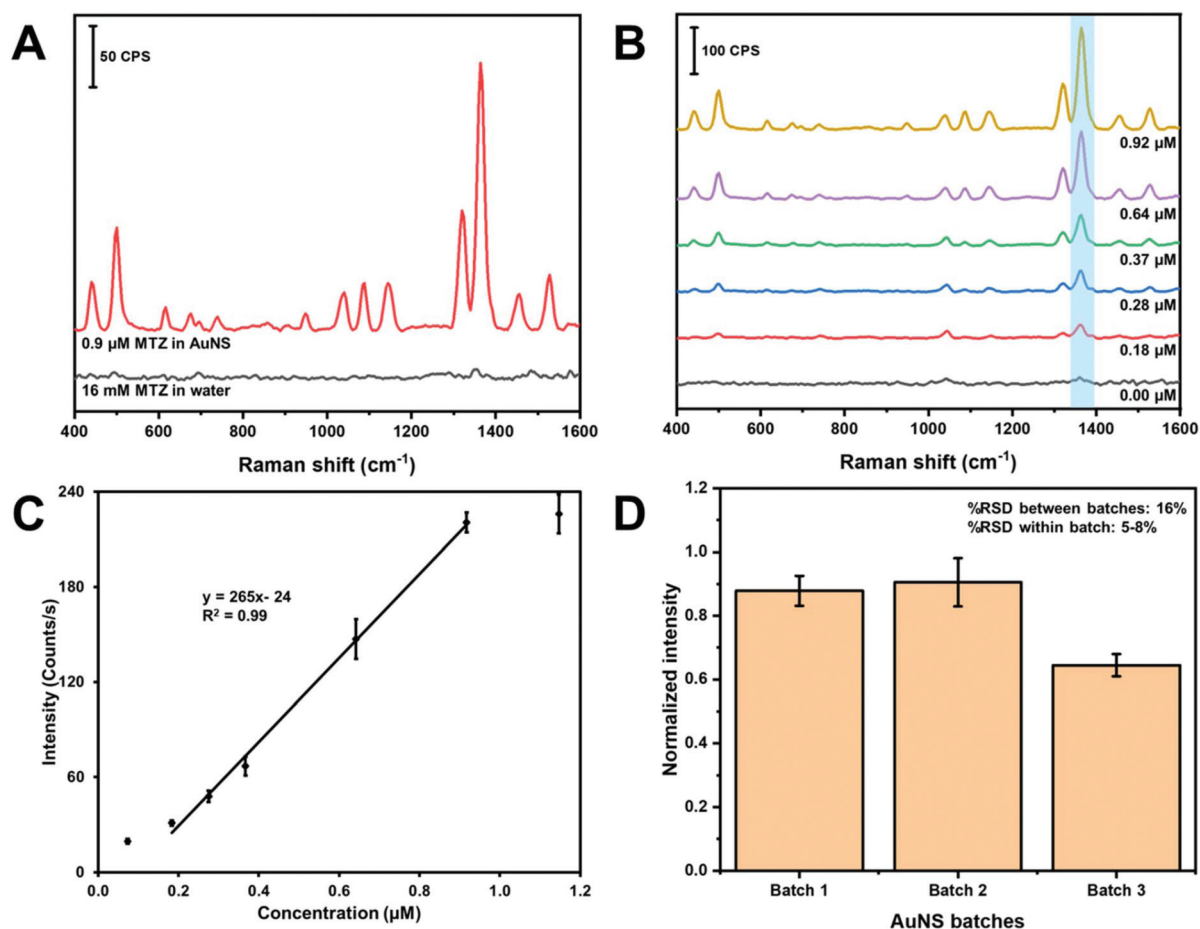 A
50 CPS
0.9 µM MTZ in AuNS
16 mM MTZ in water
400 600 800 1000 1200 1400 1600
Raman shift (cm⁻¹)
B
100 CPS
0.92 µM
0.64 µM
0.37 µM
0.28 µM
0.18 µM
0.00 µM
400 600 800 1000 1200 1400 1600
Raman shift (cm⁻¹)
C
240
180
120
60
0
y = 265x- 24
R² = 0.99
Intensity (Counts/s)
0.0 0.2 0.4 0.6 0.8 1.0 1.2
Concentration (µM)
D
%RSD between batches: 16%
%RSD within batch: 5-8%
1.2
1.0
0.8
0.6
0.4
0.2
0.0
Normalized intensity
Batch 1 Batch 2 Batch 3
AuNS batches